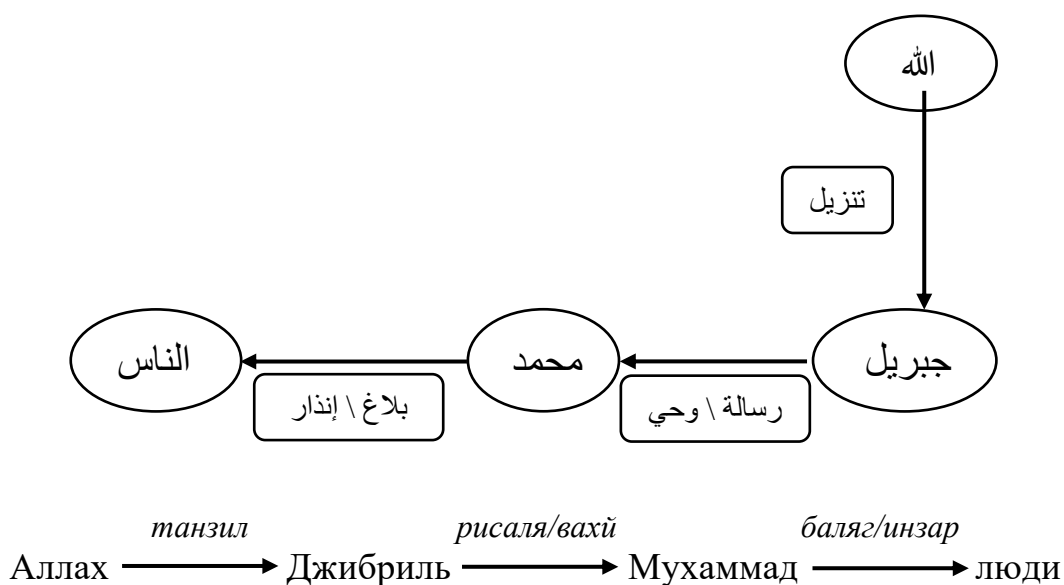 الله
تنزيل
جبريل
رسالة \ وحي
محمد
بلاغ \ إنذار
الناس
танзил рисаля/вахй баляг/инзар
Аллах Джибриль Мухаммад люди